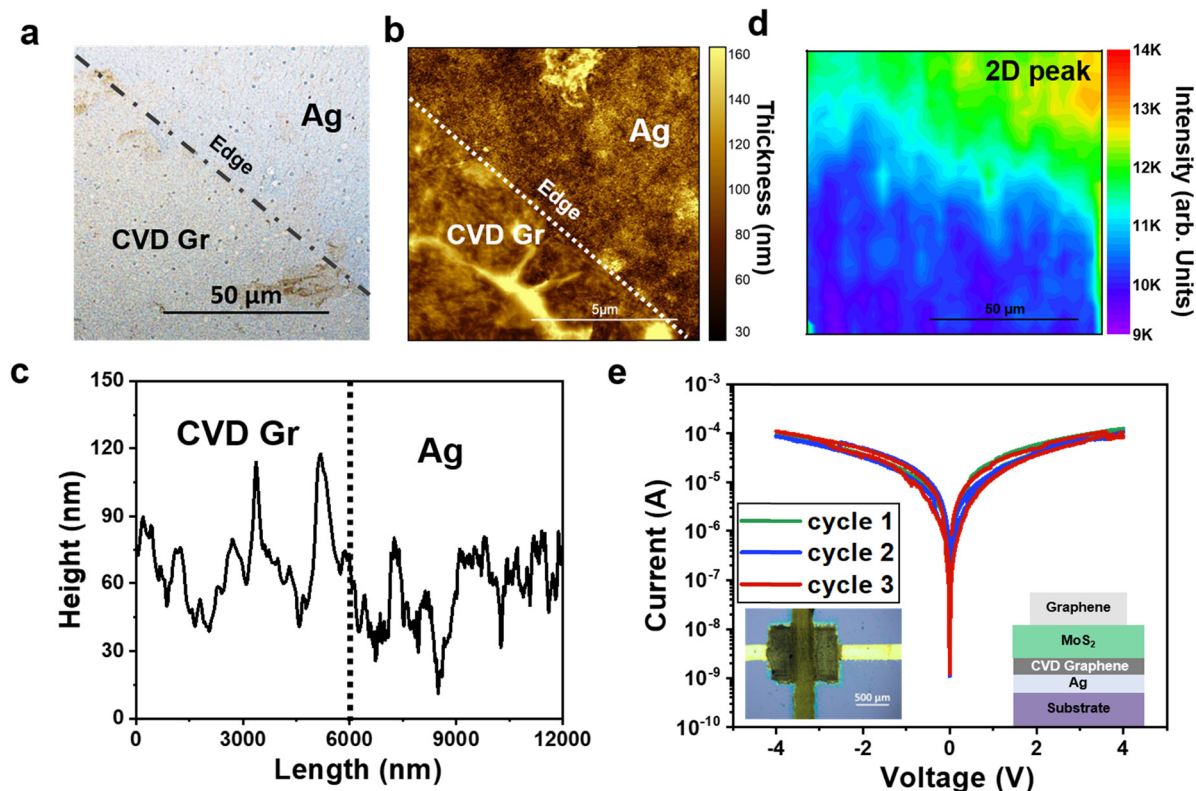 a
Ag
Edge
CVD Gr
50 µm
b
Ag
Edge
CVD Gr
5µm
160
140
120
100
80
60
30
Thickness (nm)
d
2D peak
50 µm
14K
13K
12K
11K
10K
9K
Intensity (arb. Units)
c
CVD Gr
Ag
150
120
90
60
30
0
Height (nm)
0
3000
6000
9000
12000
Length (nm)
e
10⁻³
10⁻⁴
10⁻⁵
10⁻⁶
10⁻⁷
10⁻⁸
10⁻⁹
10⁻¹⁰
Current (A)
cycle 1
cycle 2
cycle 3
500 µm
Graphene
MoS₂
CVD Graphene
Ag
Substrate
-4
-2
0
2
4
Voltage (V)